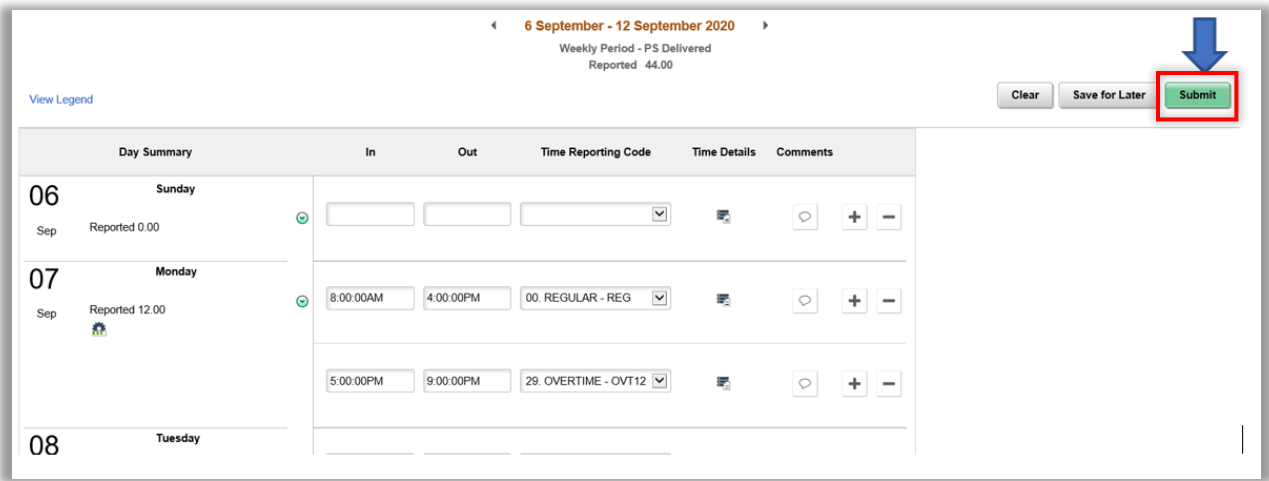 6 September - 12 September 2020
Weekly Period - PS Delivered
Reported 44.00
View Legend
Clear Save for Later Submit
Day Summary In Out Time Reporting Code Time Details Comments
06 Sunday
Sep Reported 0.00
07 Monday
8:00:00AM 4:00:00PM 00. REGULAR - REG
Sep Reported 12.00
5:00:00PM 9:00:00PM 29. OVERTIME - OVT12
08 Tuesday